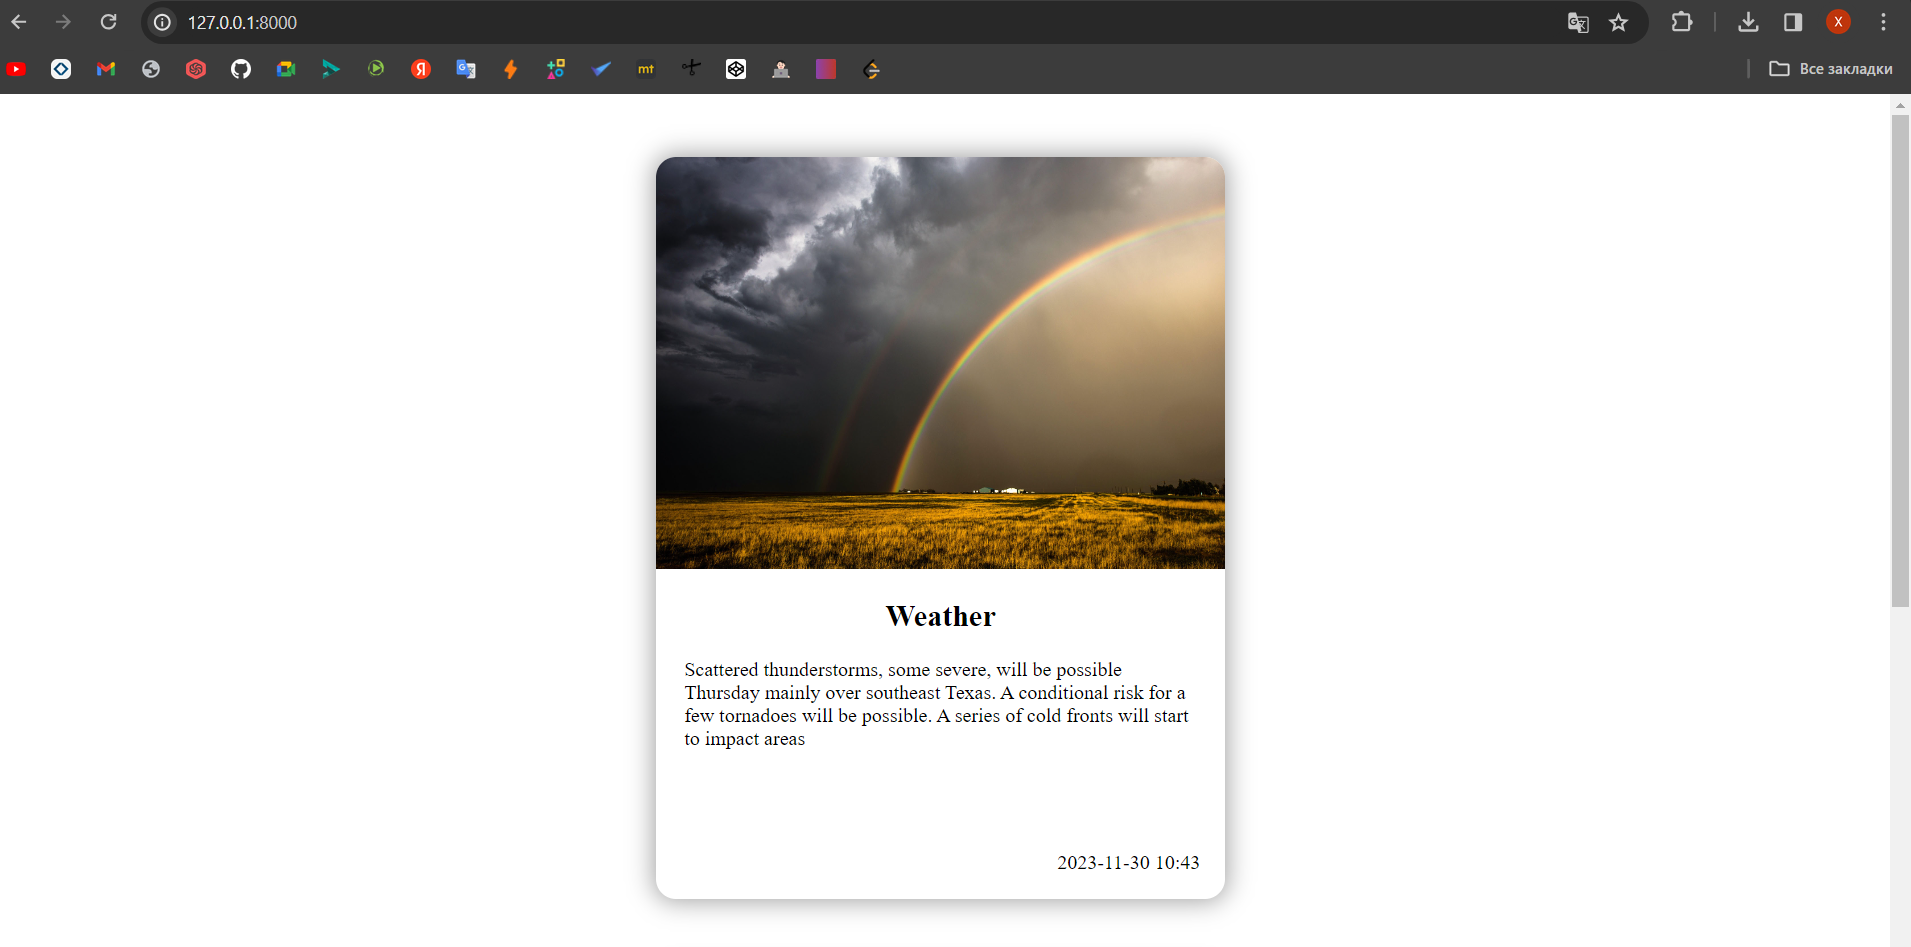 127.0.0.1:8000
X
G
Я
G
mt
Все закладки
Weather
Scattered thunderstorms, some severe, will be possible
Thursday mainly over southeast Texas. A conditional risk for a
few tornadoes will be possible. A series of cold fronts will start
to impact areas
2023-11-30 10:43